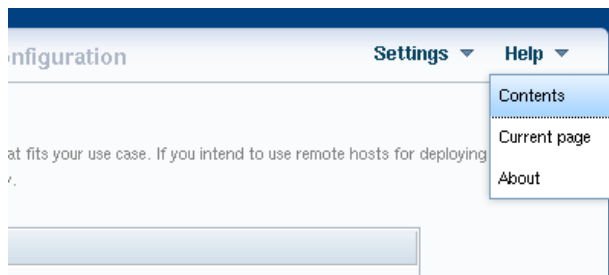 nfiguration Settings Help
Contents
Current page
at fits your use case. If you intend to use remote hosts for deploying
About